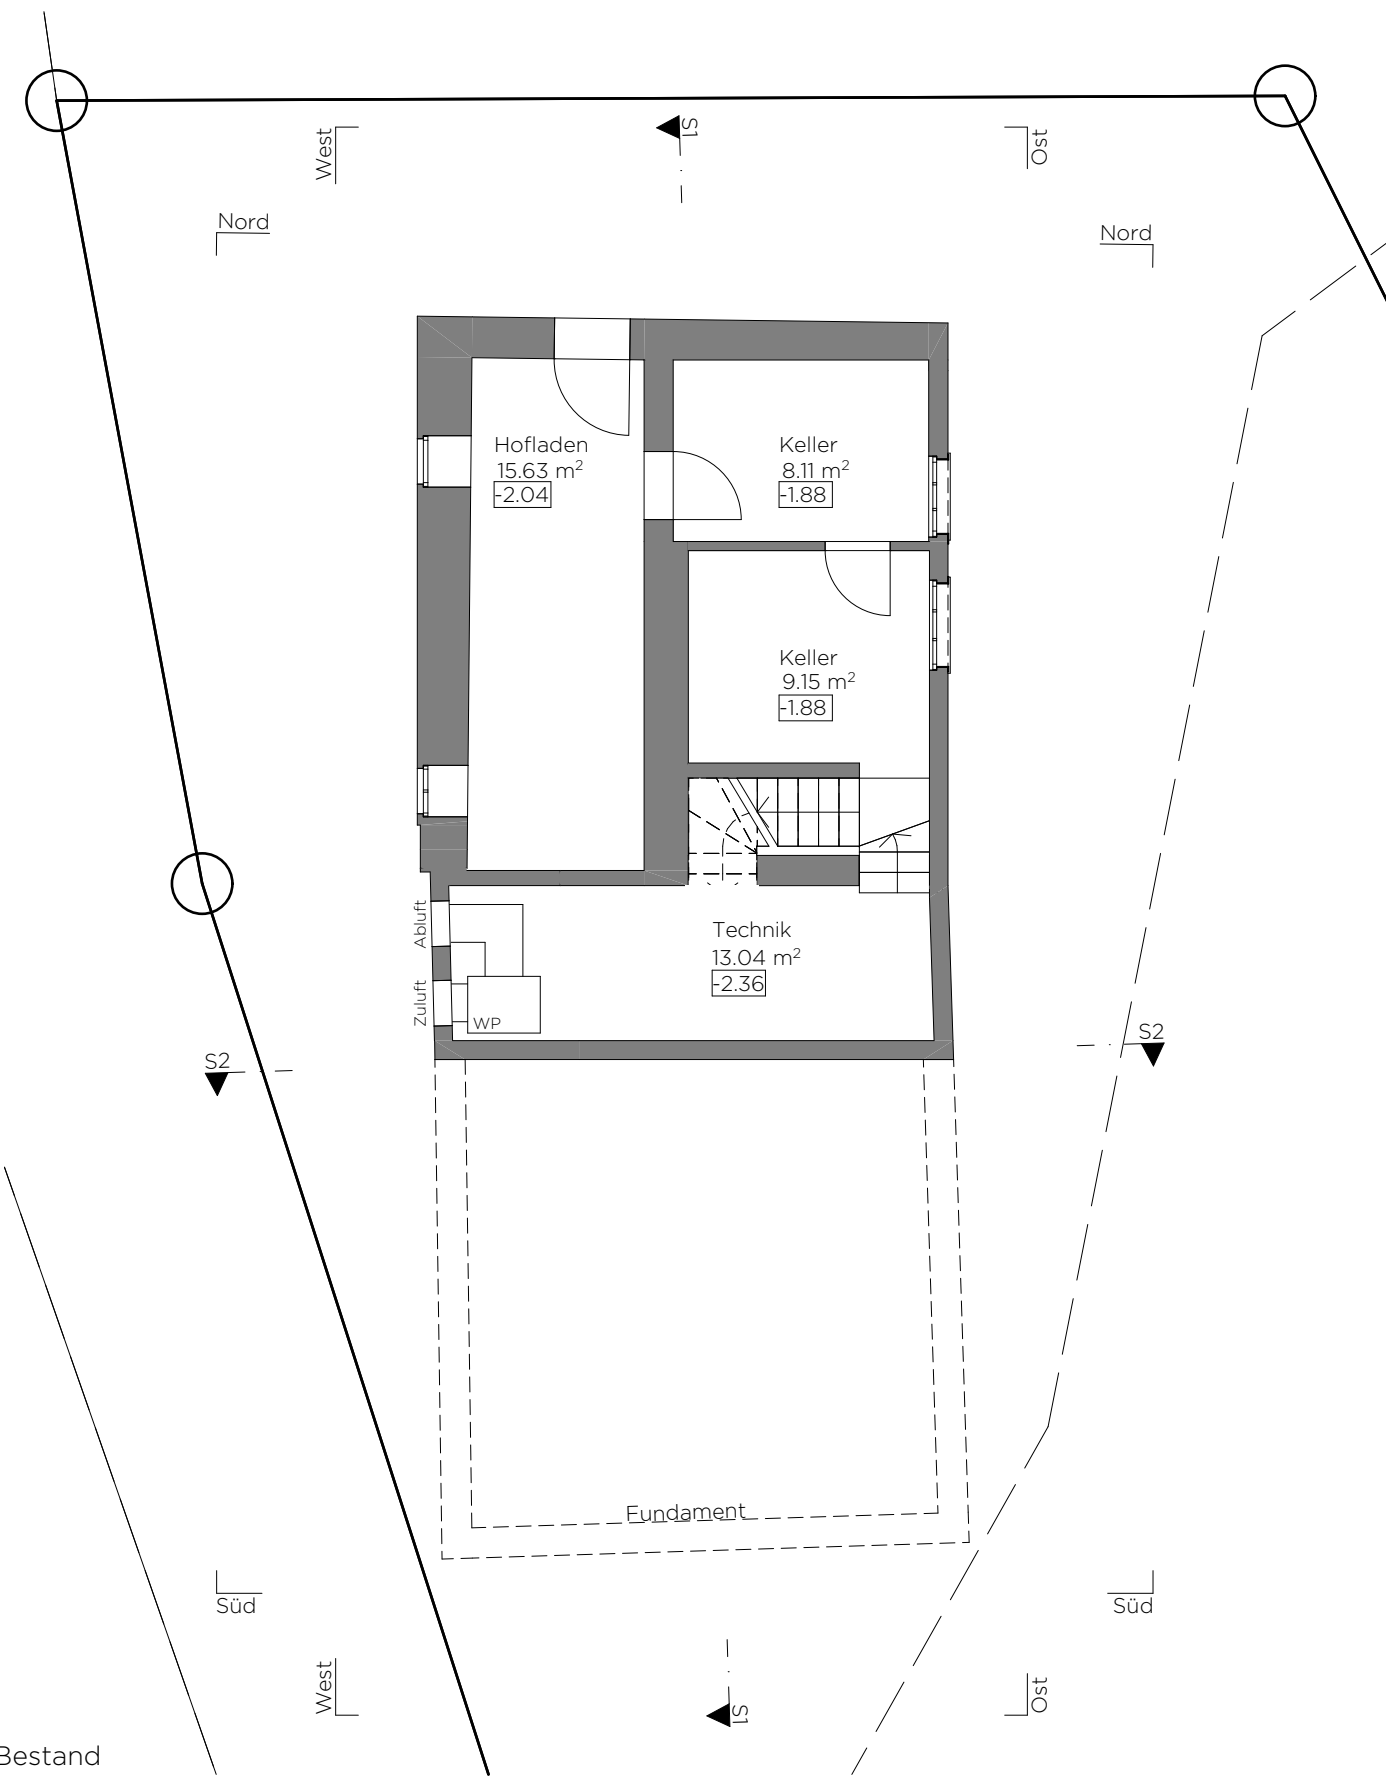 West
S1
Ost
Nord
Nord
Hofladen
15.63 m²
-2.04
Keller
8.11 m²
-1.88
Keller
9.15 m²
-1.88
Abluft
Technik
13.04 m²
-2.36
Zuluft
WP
S2
S2
Fundament
Süd
Süd
West
S1
Ost
Bestand